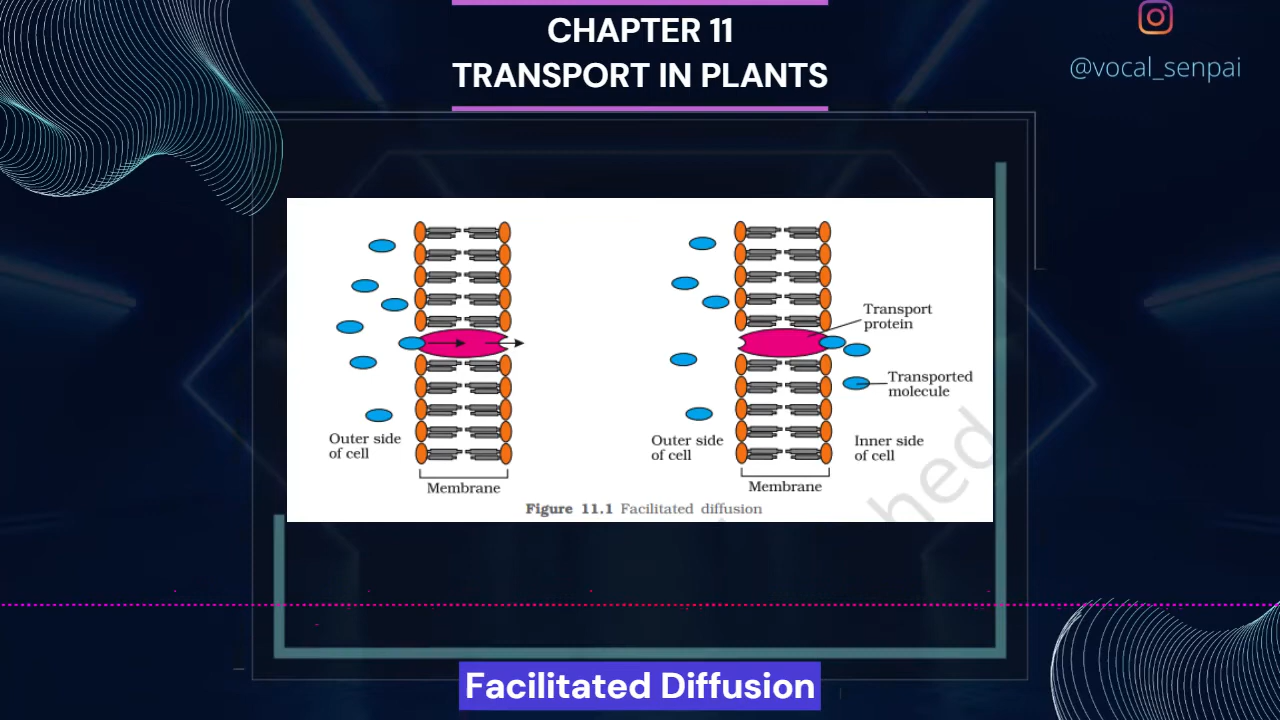 CHAPTER 11
TRANSPORT IN PLANTS
@vocal_senpai
Transport
protein
Transported
molecule
Outer side
of cell
Membrane
Outer side
of cell
Inner side
of cell
Membrane
hed
Figure 11.1 Facilitated diffusion
Facilitated Diffusion